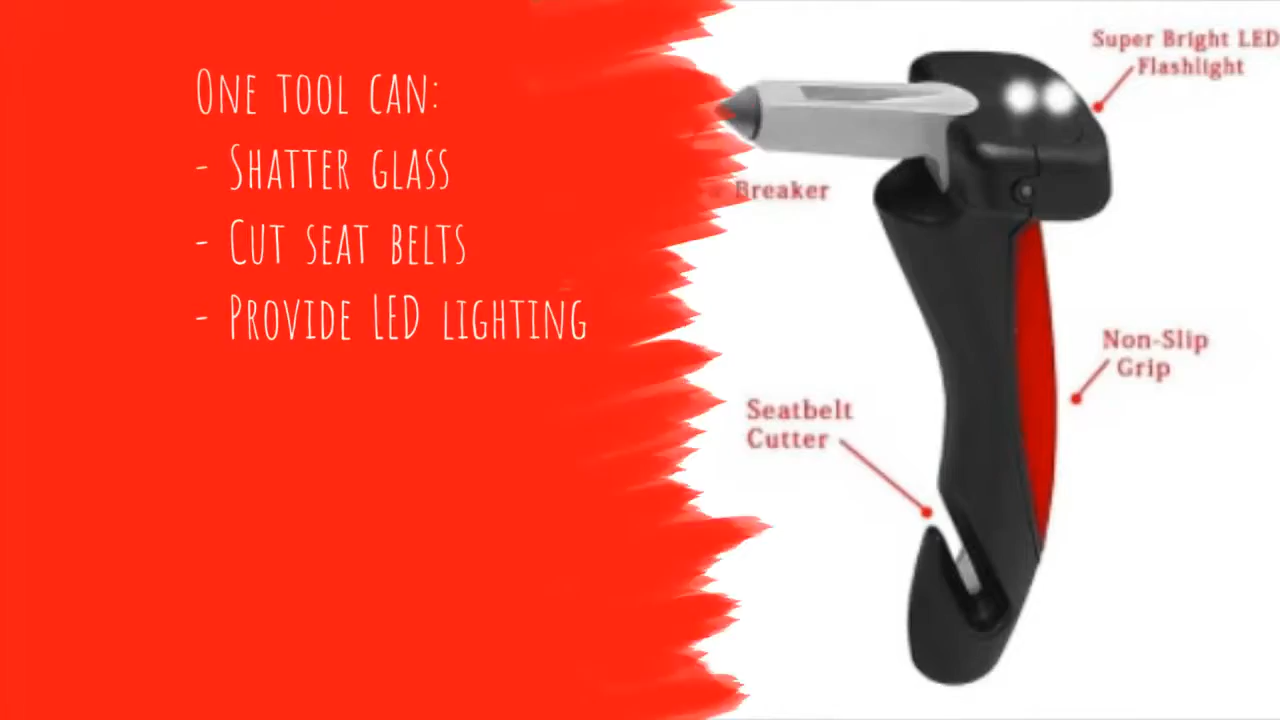 One tool can:
- Shatter glass
- Cut seat belts
- Provide LED lighting
Super Bright LED
Flashlight
Breaker
Non-Slip
Grip
Seatbelt
Cutter